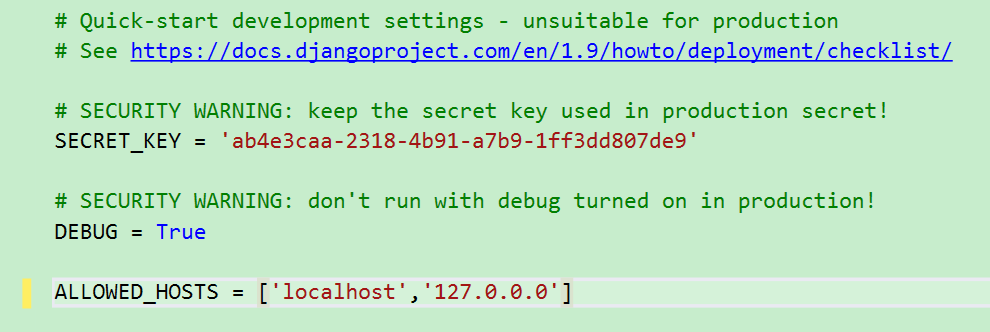 # Quick-start development settings - unsuitable for production
# See https://docs.djangoproject.com/en/1.9/howto/deployment/checklist/
# SECURITY WARNING: keep the secret key used in production secret!
SECRET_KEY = 'ab4e3caa-2318-4b91-a7b9-1ff3dd807de9'
# SECURITY WARNING: don't run with debug turned on in production!
DEBUG = True
ALLOWED_HOSTS = ['localhost','127.0.0.0']